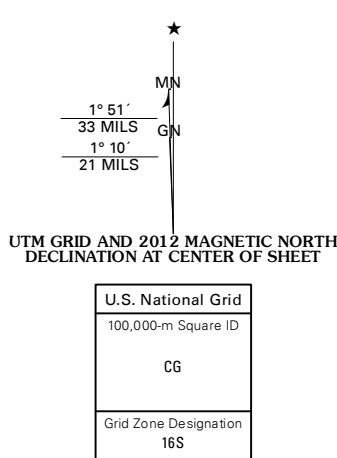 ★
MN
1° 51´
33 MILS
GN
1° 10´
21 MILS
UTM GRID AND 2012 MAGNETIC NORTH
DECLINATION AT CENTER OF SHEET
U.S. National Grid
100,000-m Square ID
CG
Grid Zone Designation
16S